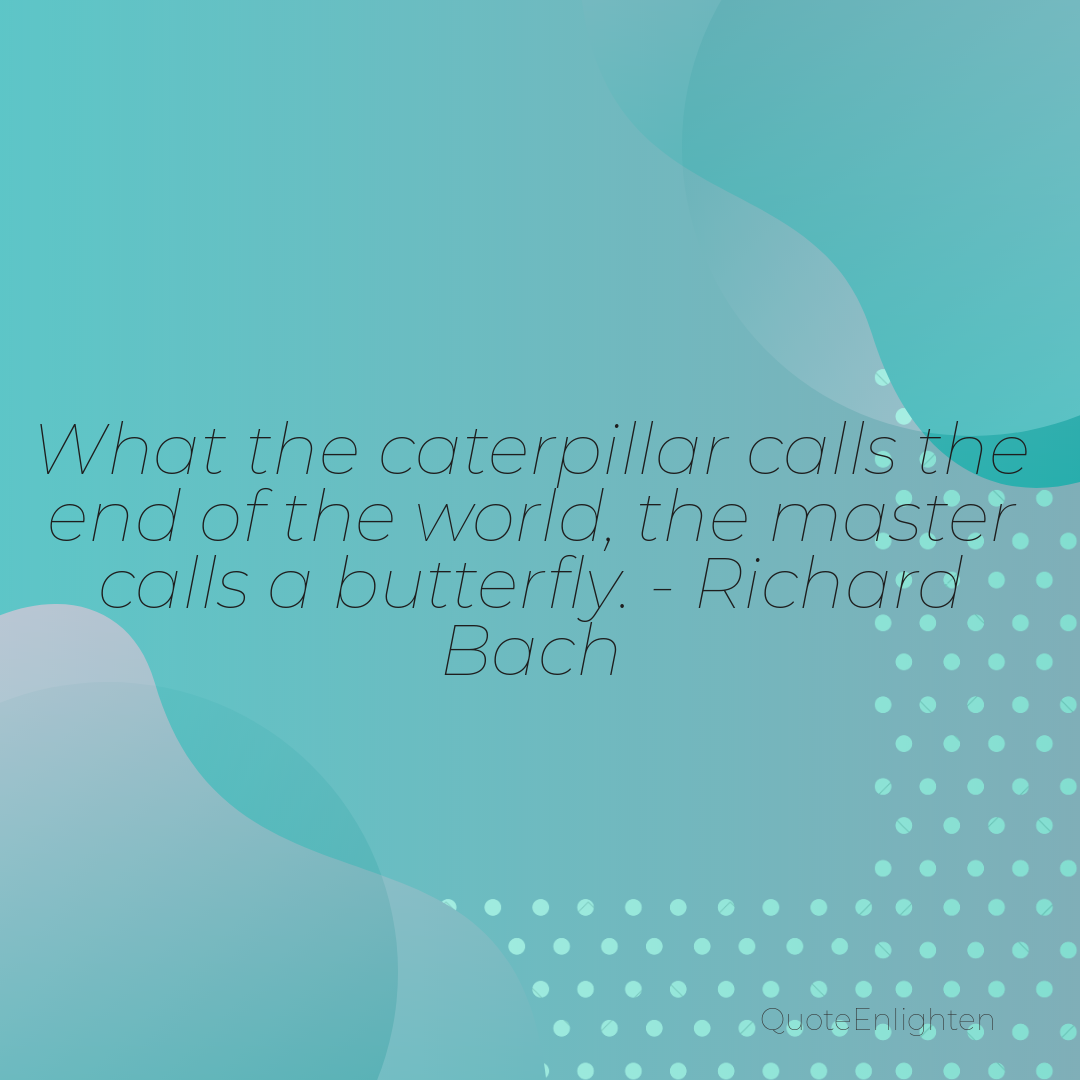 What the caterpillar calls the
end of the world, the master
calls a butterfly. - Richard
Bach
QuoteEnlighten